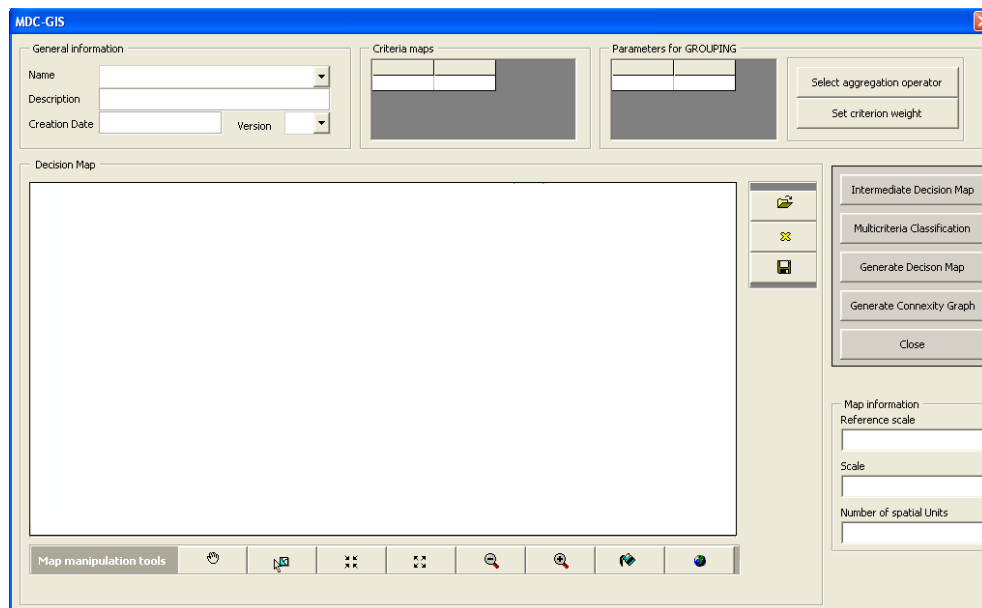 MDC-GIS
General information
Name
Description
Creation Date
Version
Criteria maps
Parameters for GROUPING
Select aggregation operator
Set criterion weight
Decision Map
Intermediate Decision Map
Multicriteria Classification
Generate Decison Map
Generate Connexity Graph
Close
Map information
Reference scale
Scale
Number of spatial Units
Map manipulation tools